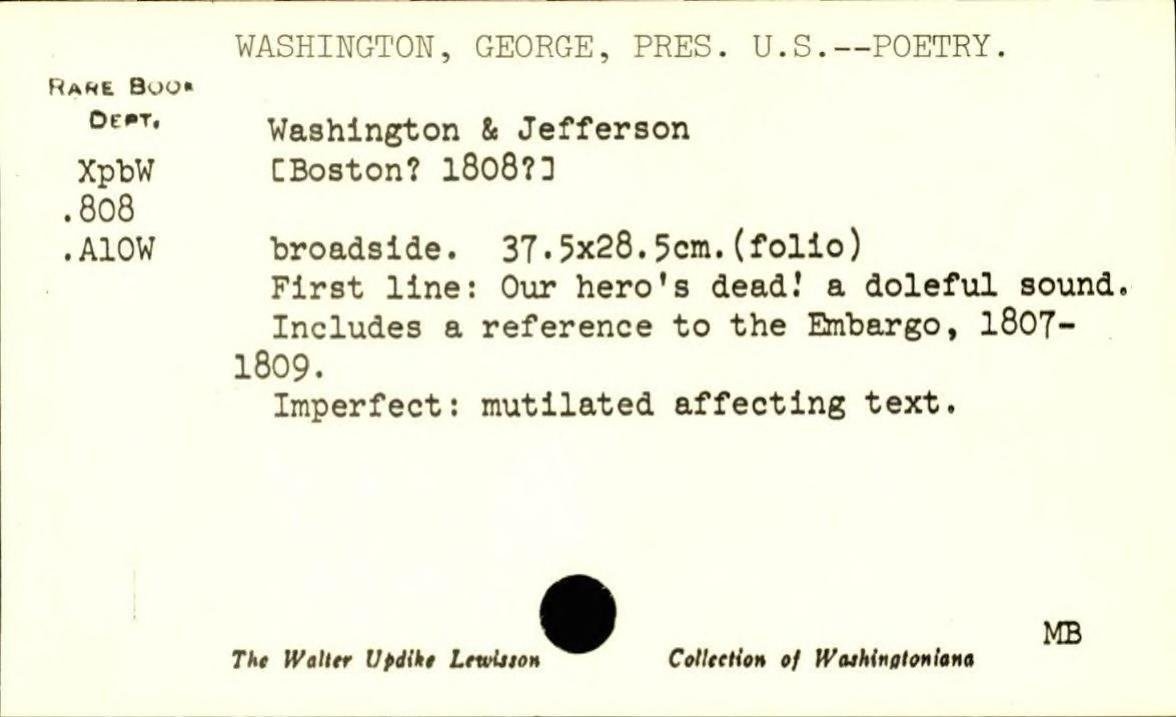 WASHINGTON, GEORGE, PRES. U.S.--POETRY.
RARE BOOK
DEPT.
Washington & Jefferson
XpbW [Boston? 1808?]
.808
.A10W broadside. 37.5x28.5cm.(folio)
First line: Our hero's dead! a doleful sound.
Includes a reference to the Embargo, 1807-
1809.
Imperfect: mutilated affecting text.
MB
The Walter Updike Lewisson Collection of Washingtoniana